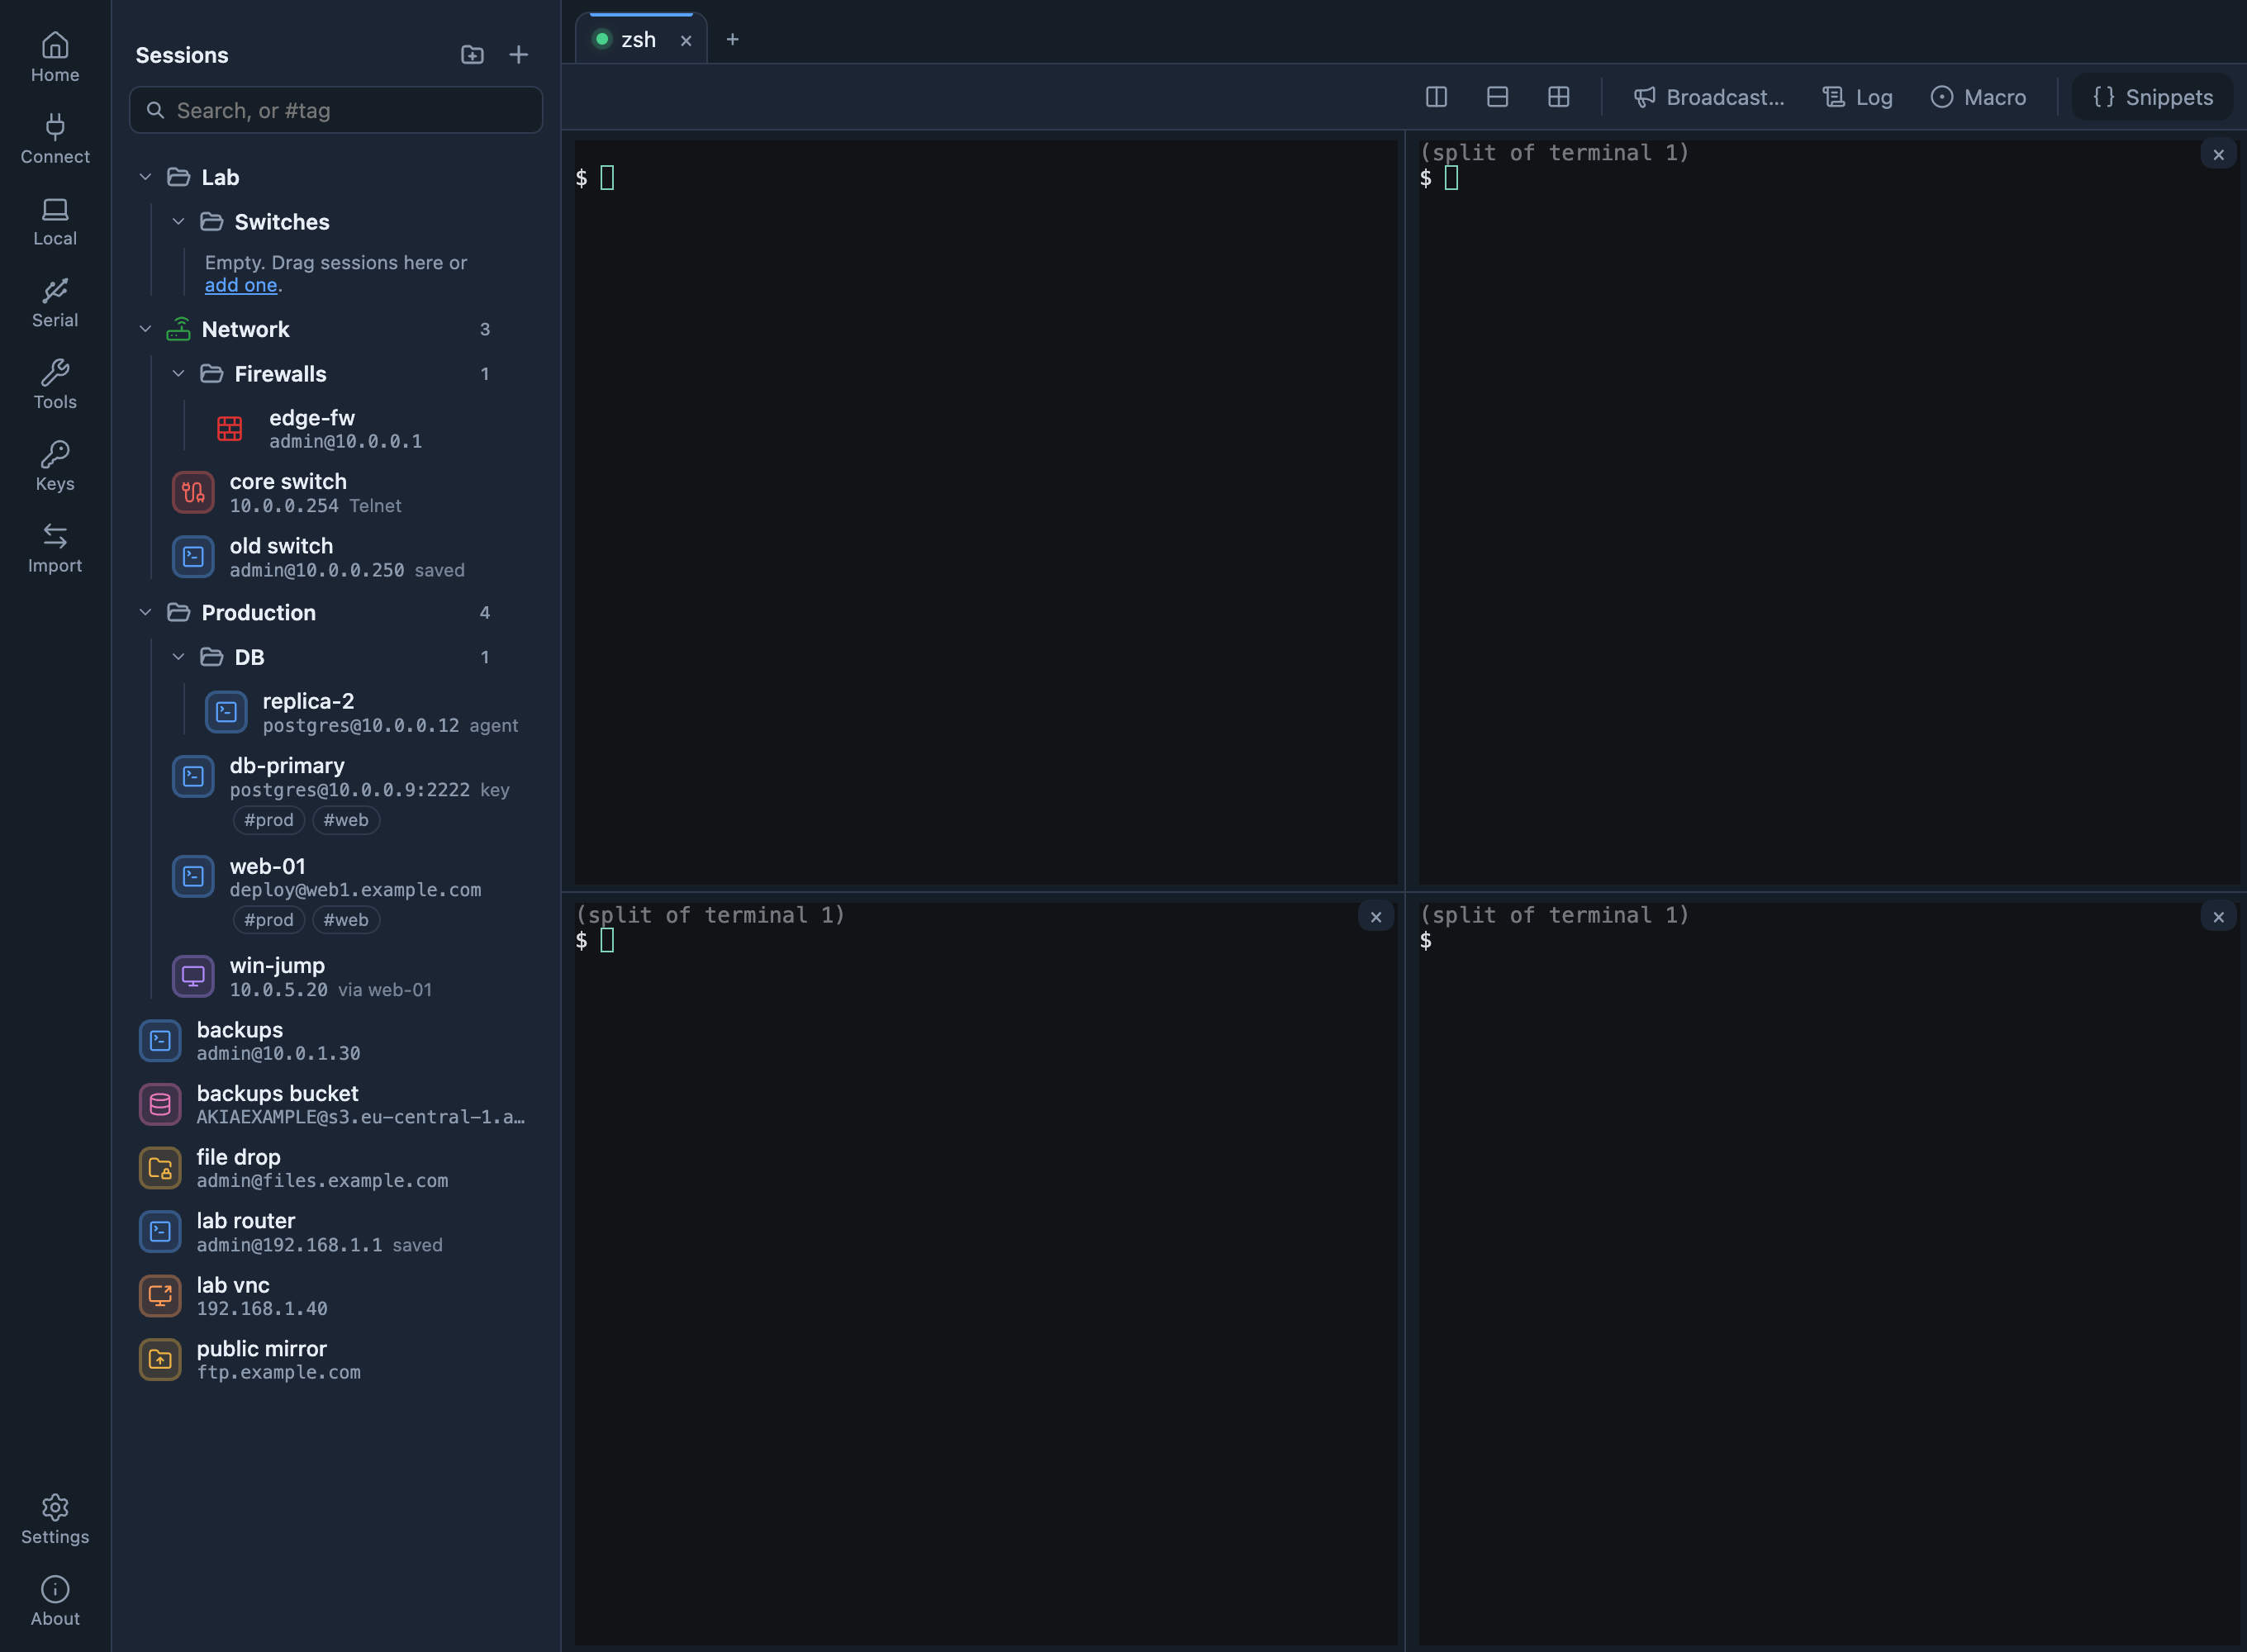 Home
Connect
Local
Serial
Tools
Keys
Import
Settings
About
Sessions
Search, or #tag
Lab
Switches
Empty. Drag sessions here or
add one.
Network 3
Firewalls 1
edge-fw
admin@10.0.0.1
core switch
10.0.0.254 Telnet
old switch
admin@10.0.0.250 saved
Production 4
DB 1
replica-2
postgres@10.0.0.12 agent
db-primary
postgres@10.0.0.9:2222 key
#prod #web
web-01
deploy@web1.example.com
#prod #web
win-jump
10.0.5.20 via web-01
backups
admin@10.0.1.30
backups bucket
AKIAEXAMPLE@s3.eu-central-1.a…
file drop
admin@files.example.com
lab router
admin@192.168.1.1 saved
lab vnc
192.168.1.40
public mirror
ftp.example.com
zsh × +
Broadcast... Log Macro {} Snippets
$
(split of terminal 1) ×
$
(split of terminal 1) ×
$
(split of terminal 1) ×
$